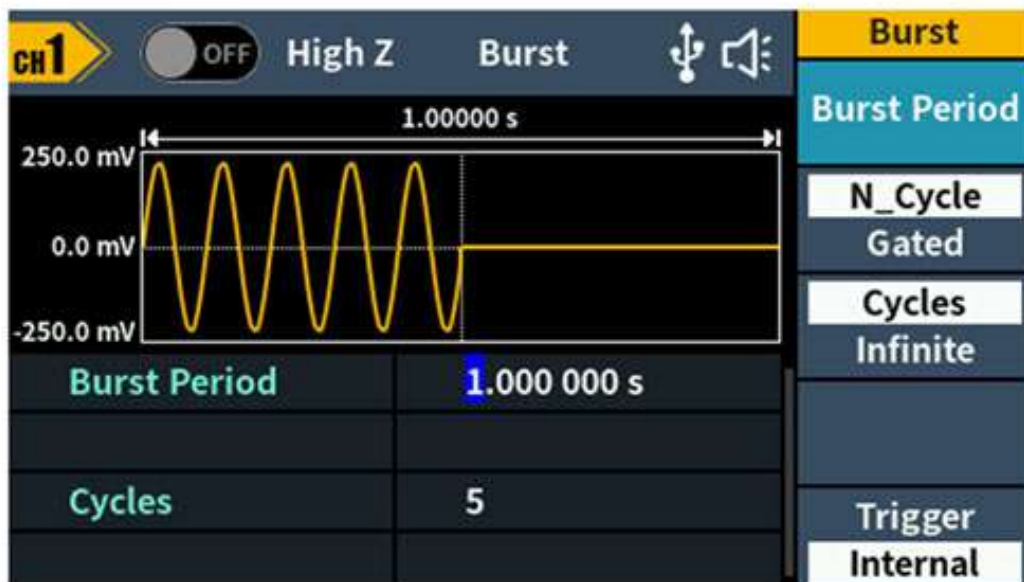 CH1 OFF High Z Burst
1.00000 s
250.0 mV
0.0 mV
-250.0 mV
Burst Period 1.000 000 s
Cycles 5
Burst
Burst Period
N_Cycle
Gated
Cycles
Infinite
Trigger
Internal